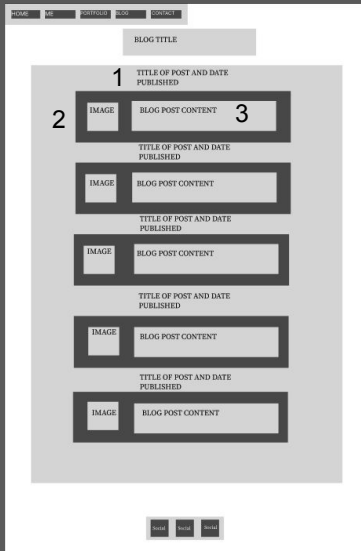 HOME ME PORTFOLIO BLOG CONTACT
BLOG TITLE
1 TITLE OF POST AND DATE
PUBLISHED
2 IMAGE BLOG POST CONTENT 3
TITLE OF POST AND DATE
PUBLISHED
IMAGE BLOG POST CONTENT
TITLE OF POST AND DATE
PUBLISHED
IMAGE BLOG POST CONTENT
TITLE OF POST AND DATE
PUBLISHED
IMAGE BLOG POST CONTENT
TITLE OF POST AND DATE
PUBLISHED
IMAGE BLOG POST CONTENT
Social Social Social